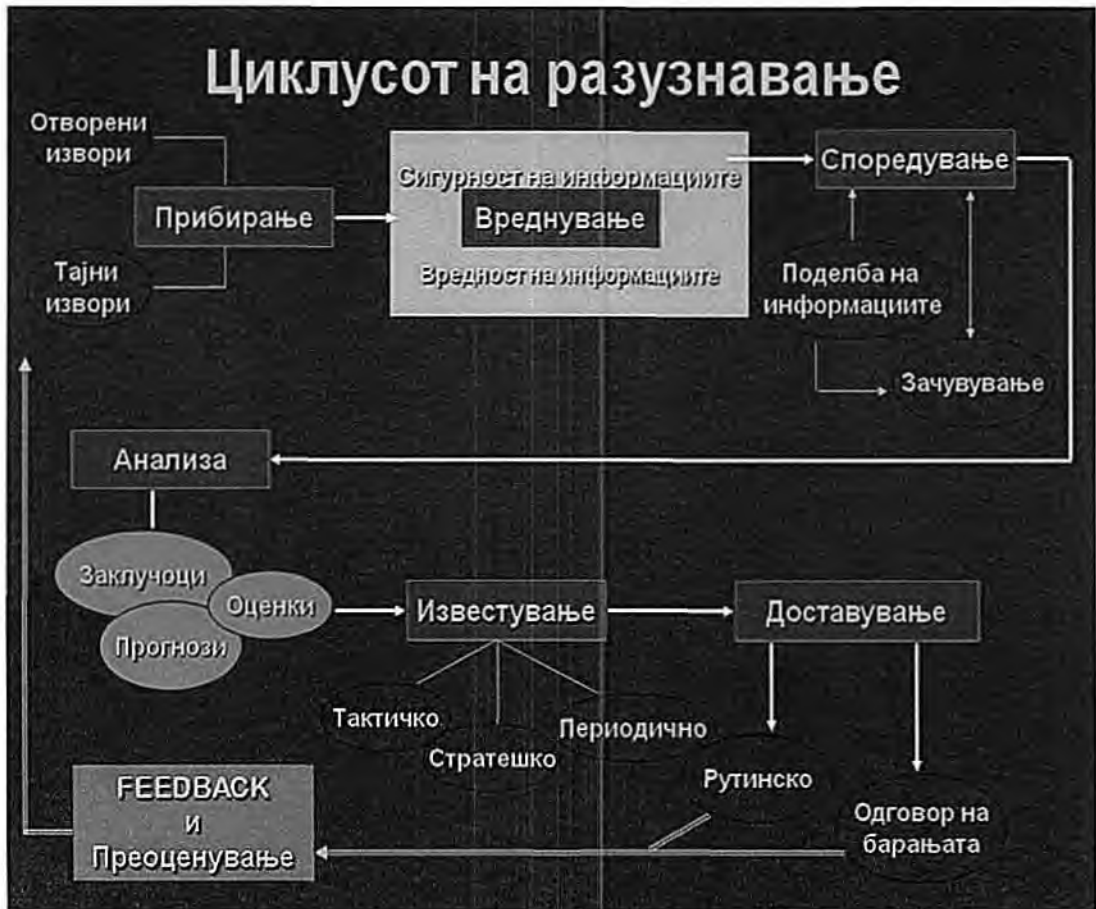 Циклусот на разузнавање
Отворени
извори
Прибирање
Тајни
извори
Сигурност на информациите
Вреднување
Вредност на информациите
Споредување
Поделба на
информациите
Зачувување
Анализа
Заклучоци
Оценки
Прогнози
Известување
Доставување
Тактичко
Стратешко
Периодично
Рутинско
Одговор на
барањата
FEEDBACK
и
Преоценување